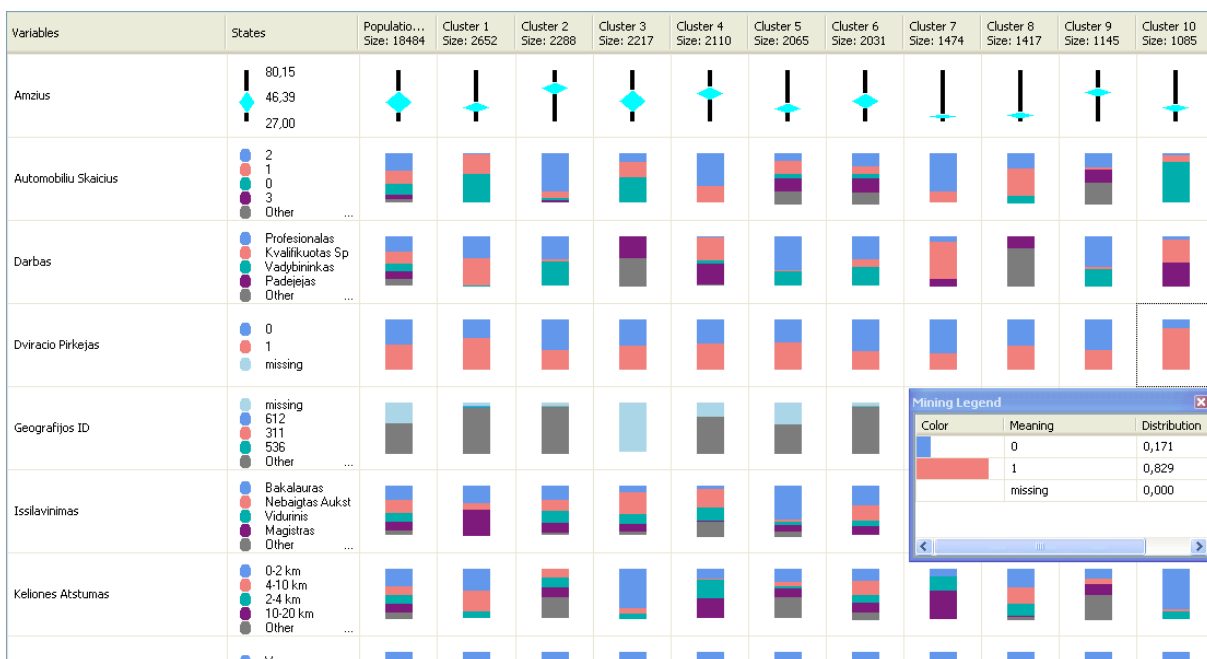 Variables
States
Populatio...
Size: 18484
Cluster 1
Size: 2652
Cluster 2
Size: 2288
Cluster 3
Size: 2217
Cluster 4
Size: 2110
Cluster 5
Size: 2065
Cluster 6
Size: 2031
Cluster 7
Size: 1474
Cluster 8
Size: 1417
Cluster 9
Size: 1145
Cluster 10
Size: 1085
Amzius
80,15
46,39
27,00
Automobiliu Skaicius
2
1
0
3
Other ...
Darbas
Profesionalas
Kvalifikuotas Sp
Vadybininkas
Padejejas
Other ...
Dviracio Pirkejas
0
1
missing
Geografijos ID
missing
612
311
536
Other ...
Mining Legend
Color Meaning Distribution
0 0,171
1 0,829
missing 0,000
Issilavinimas
Bakalauras
Nebaigtas Aukst
Vidurinis
Magistras
Other ...
Keliones Atstumas
0-2 km
4-10 km
2-4 km
10-20 km
Other ...